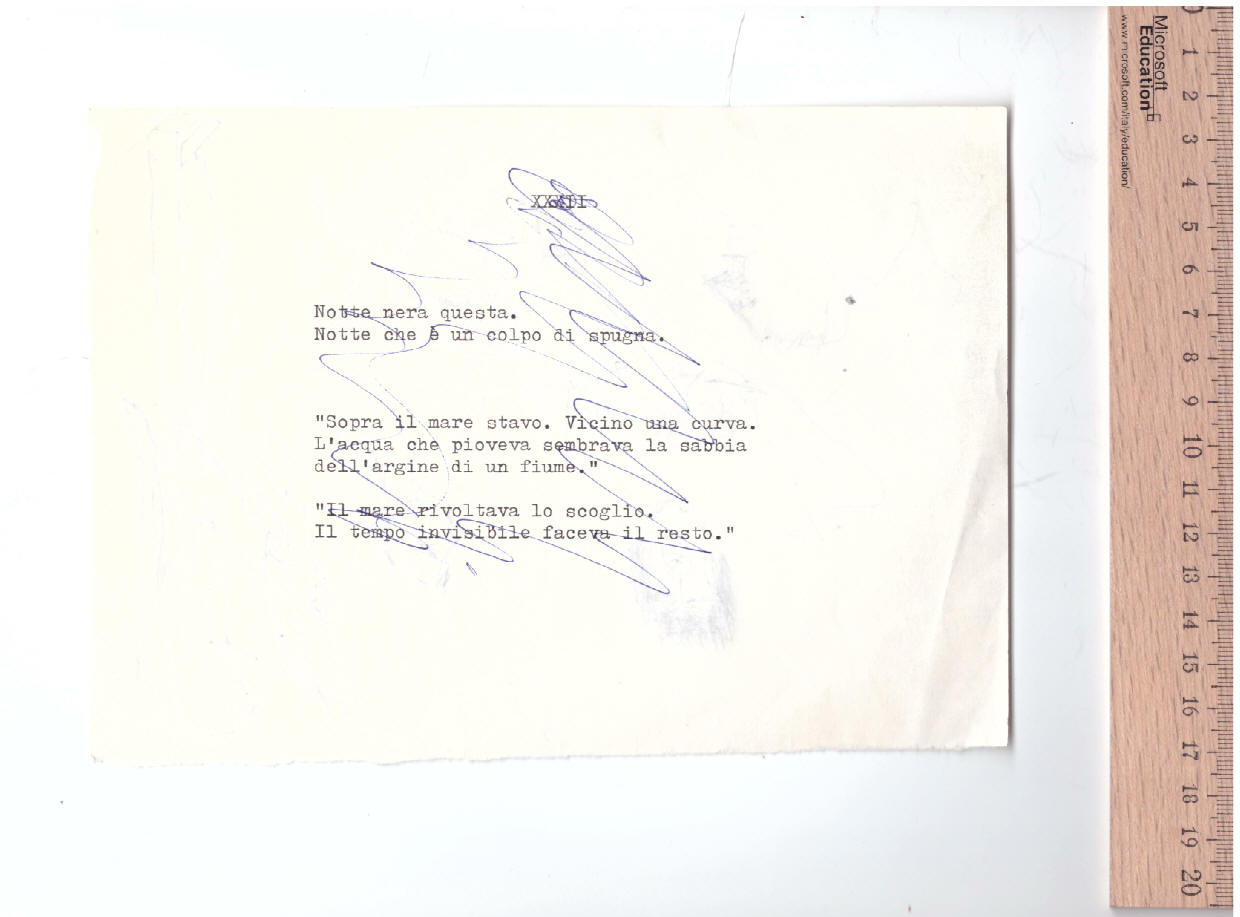 Notte nera questa.
Notte che è un colpo di spugna.
"Sopra il mare stavo. Vicino una curva.
L'acqua che pioveva sembrava la sabbia
dell'argine di un fiume."
"Il mare rivoltava lo scoglio.
Il tempo invisibile faceva il resto."
Microsoft
Education
www.microsoft.com/italy/education/
0
1
2
3
4
5
6
7
8
9
10
11
12
13
14
15
16
17
18
19
20